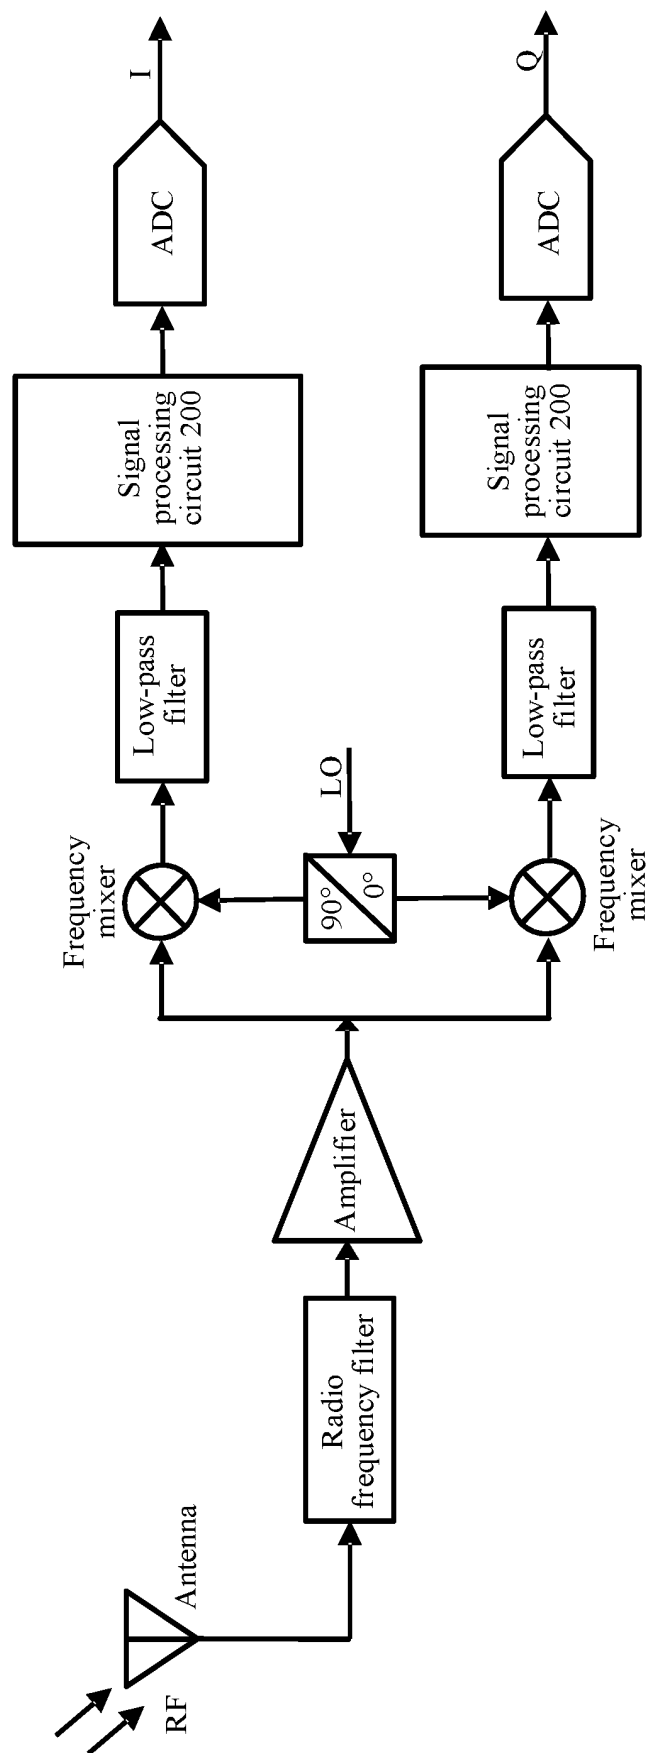 RF
Antenna
Radio
frequency filter
Amplifier
Frequency
mixer
90°
0°
LO
Low-pass
filter
Signal
processing
circuit 200
ADC
I
Frequency
mixer
Low-pass
filter
Signal
processing
circuit 200
ADC
Q